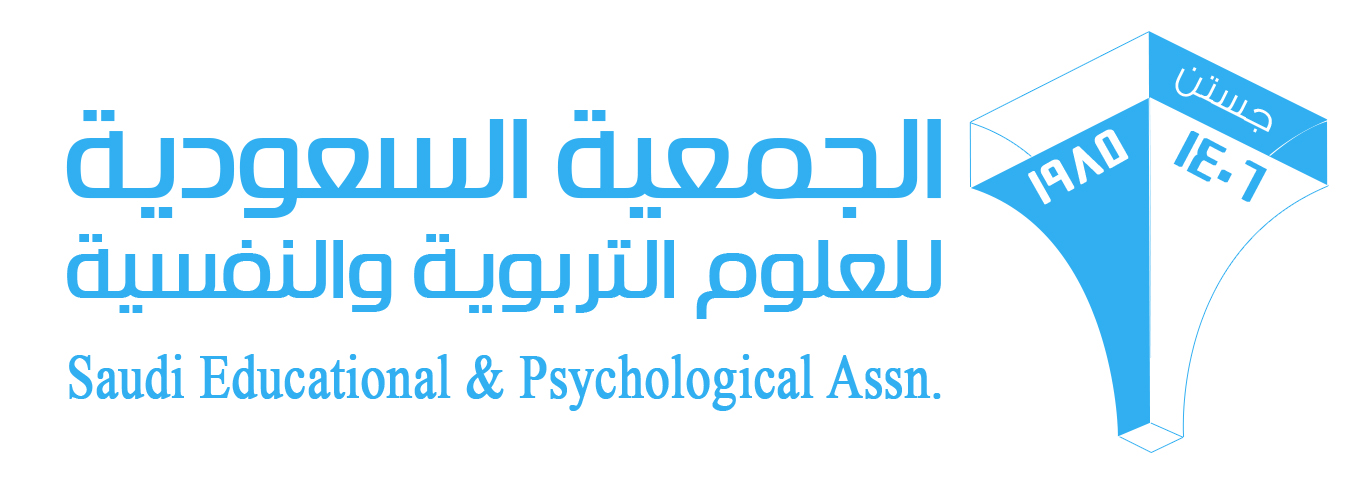 الجمعية السعودية
للعلوم التربوية والنفسية
Saudi Educational & Psychological Assn.
جستن
١٤٠٦
١٩٨٥